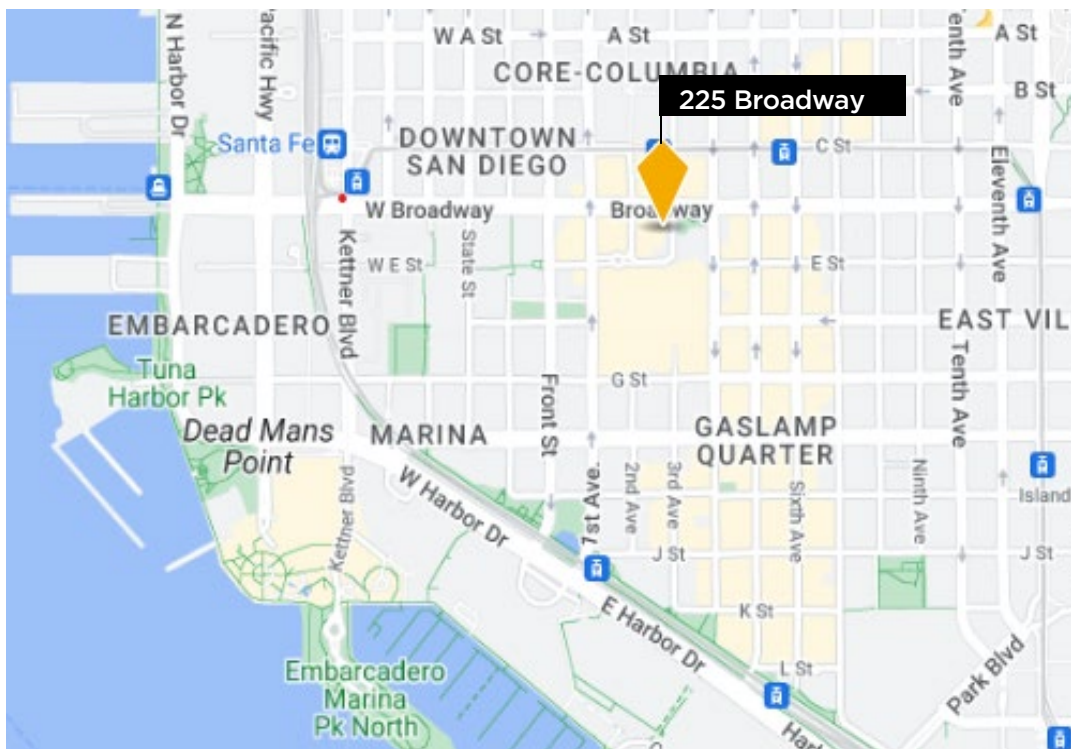 N Harbor Dr
acific Hwy
W A St
A St
enth Ave
A St
CORE-COLUMBIA
225 Broadway
B St
Santa Fe
DOWNTOWN
SAN DIEGO
C St
Eleventh Ave
W Broadway
Broadway
Kettner Blvd
State St
W E St
E St
EMBARCADERO
EAST VIL
Tuna
Harbor Pk
G St
Tenth Ave
Front St
Dead Mans
Point
MARINA
GASLAMP
QUARTER
Kettner Blvd
W Harbor Dr
1st Ave.
2nd Ave
3rd Ave
Sixth Ave
Ninth Ave
Island
J St
J St
E Harbor Dr
K St
L St
Park Blvd
Embarcadero
Marina
Pk North
Har